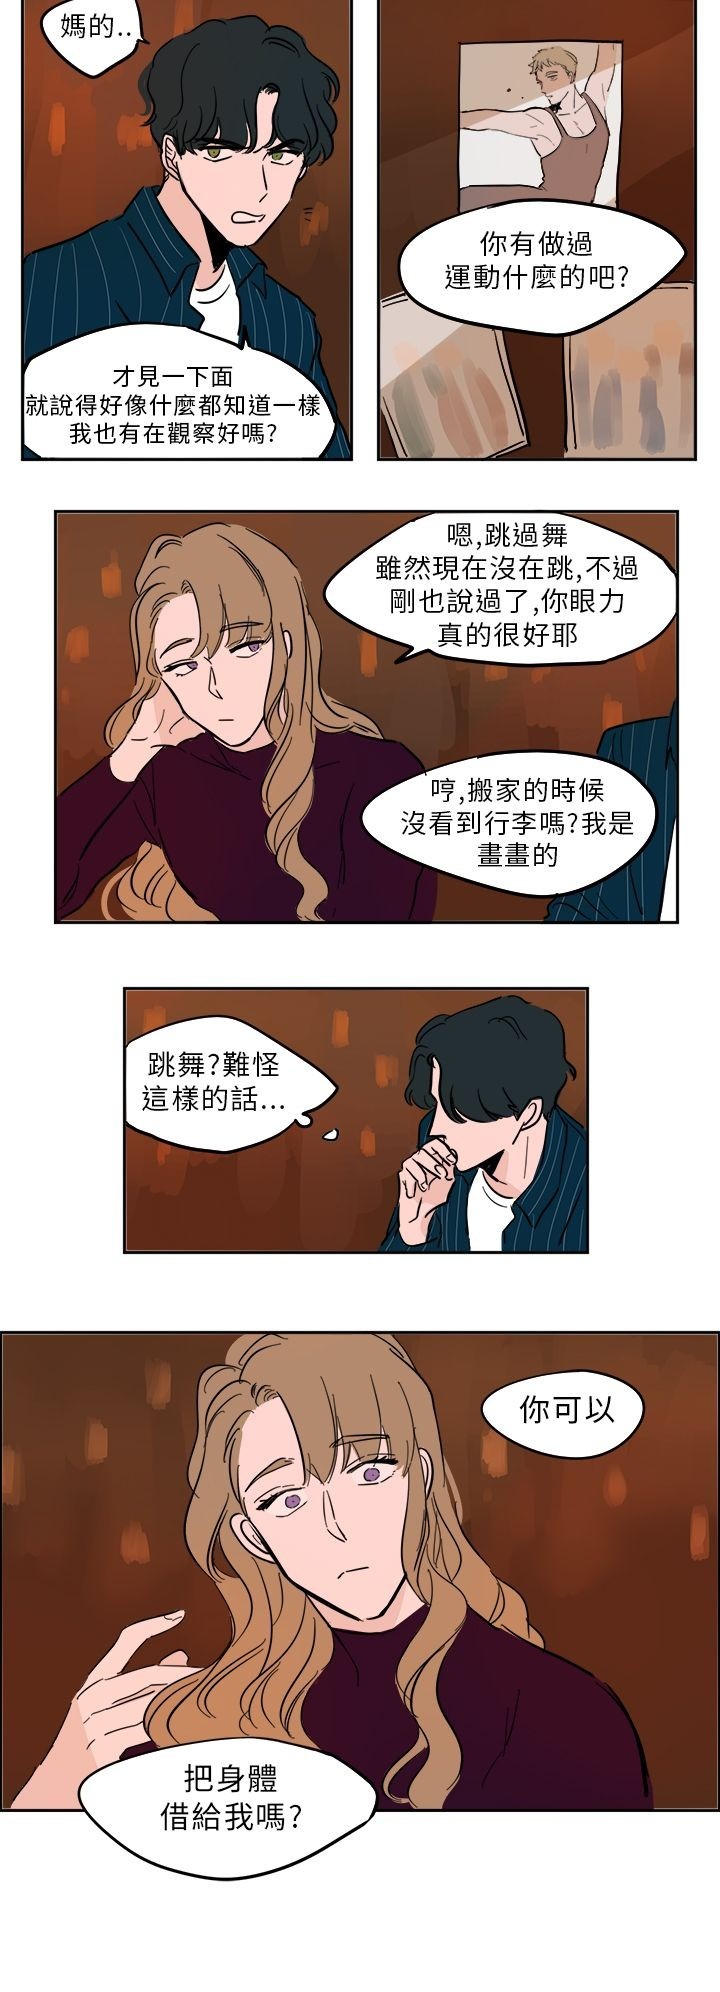 媽的..
才見一下面
就說得好像什麼都知道一樣
我也有在觀察好嗎?
你有做過
運動什麼的吧?
嗯,跳過舞
雖然現在沒在跳,不過
剛也說過了,你眼力
真的很好耶
哼,搬家的時候
沒看到行李嗎?我是
畫畫的
跳舞?難怪
這樣的話...
你可以
把身體
借給我嗎?